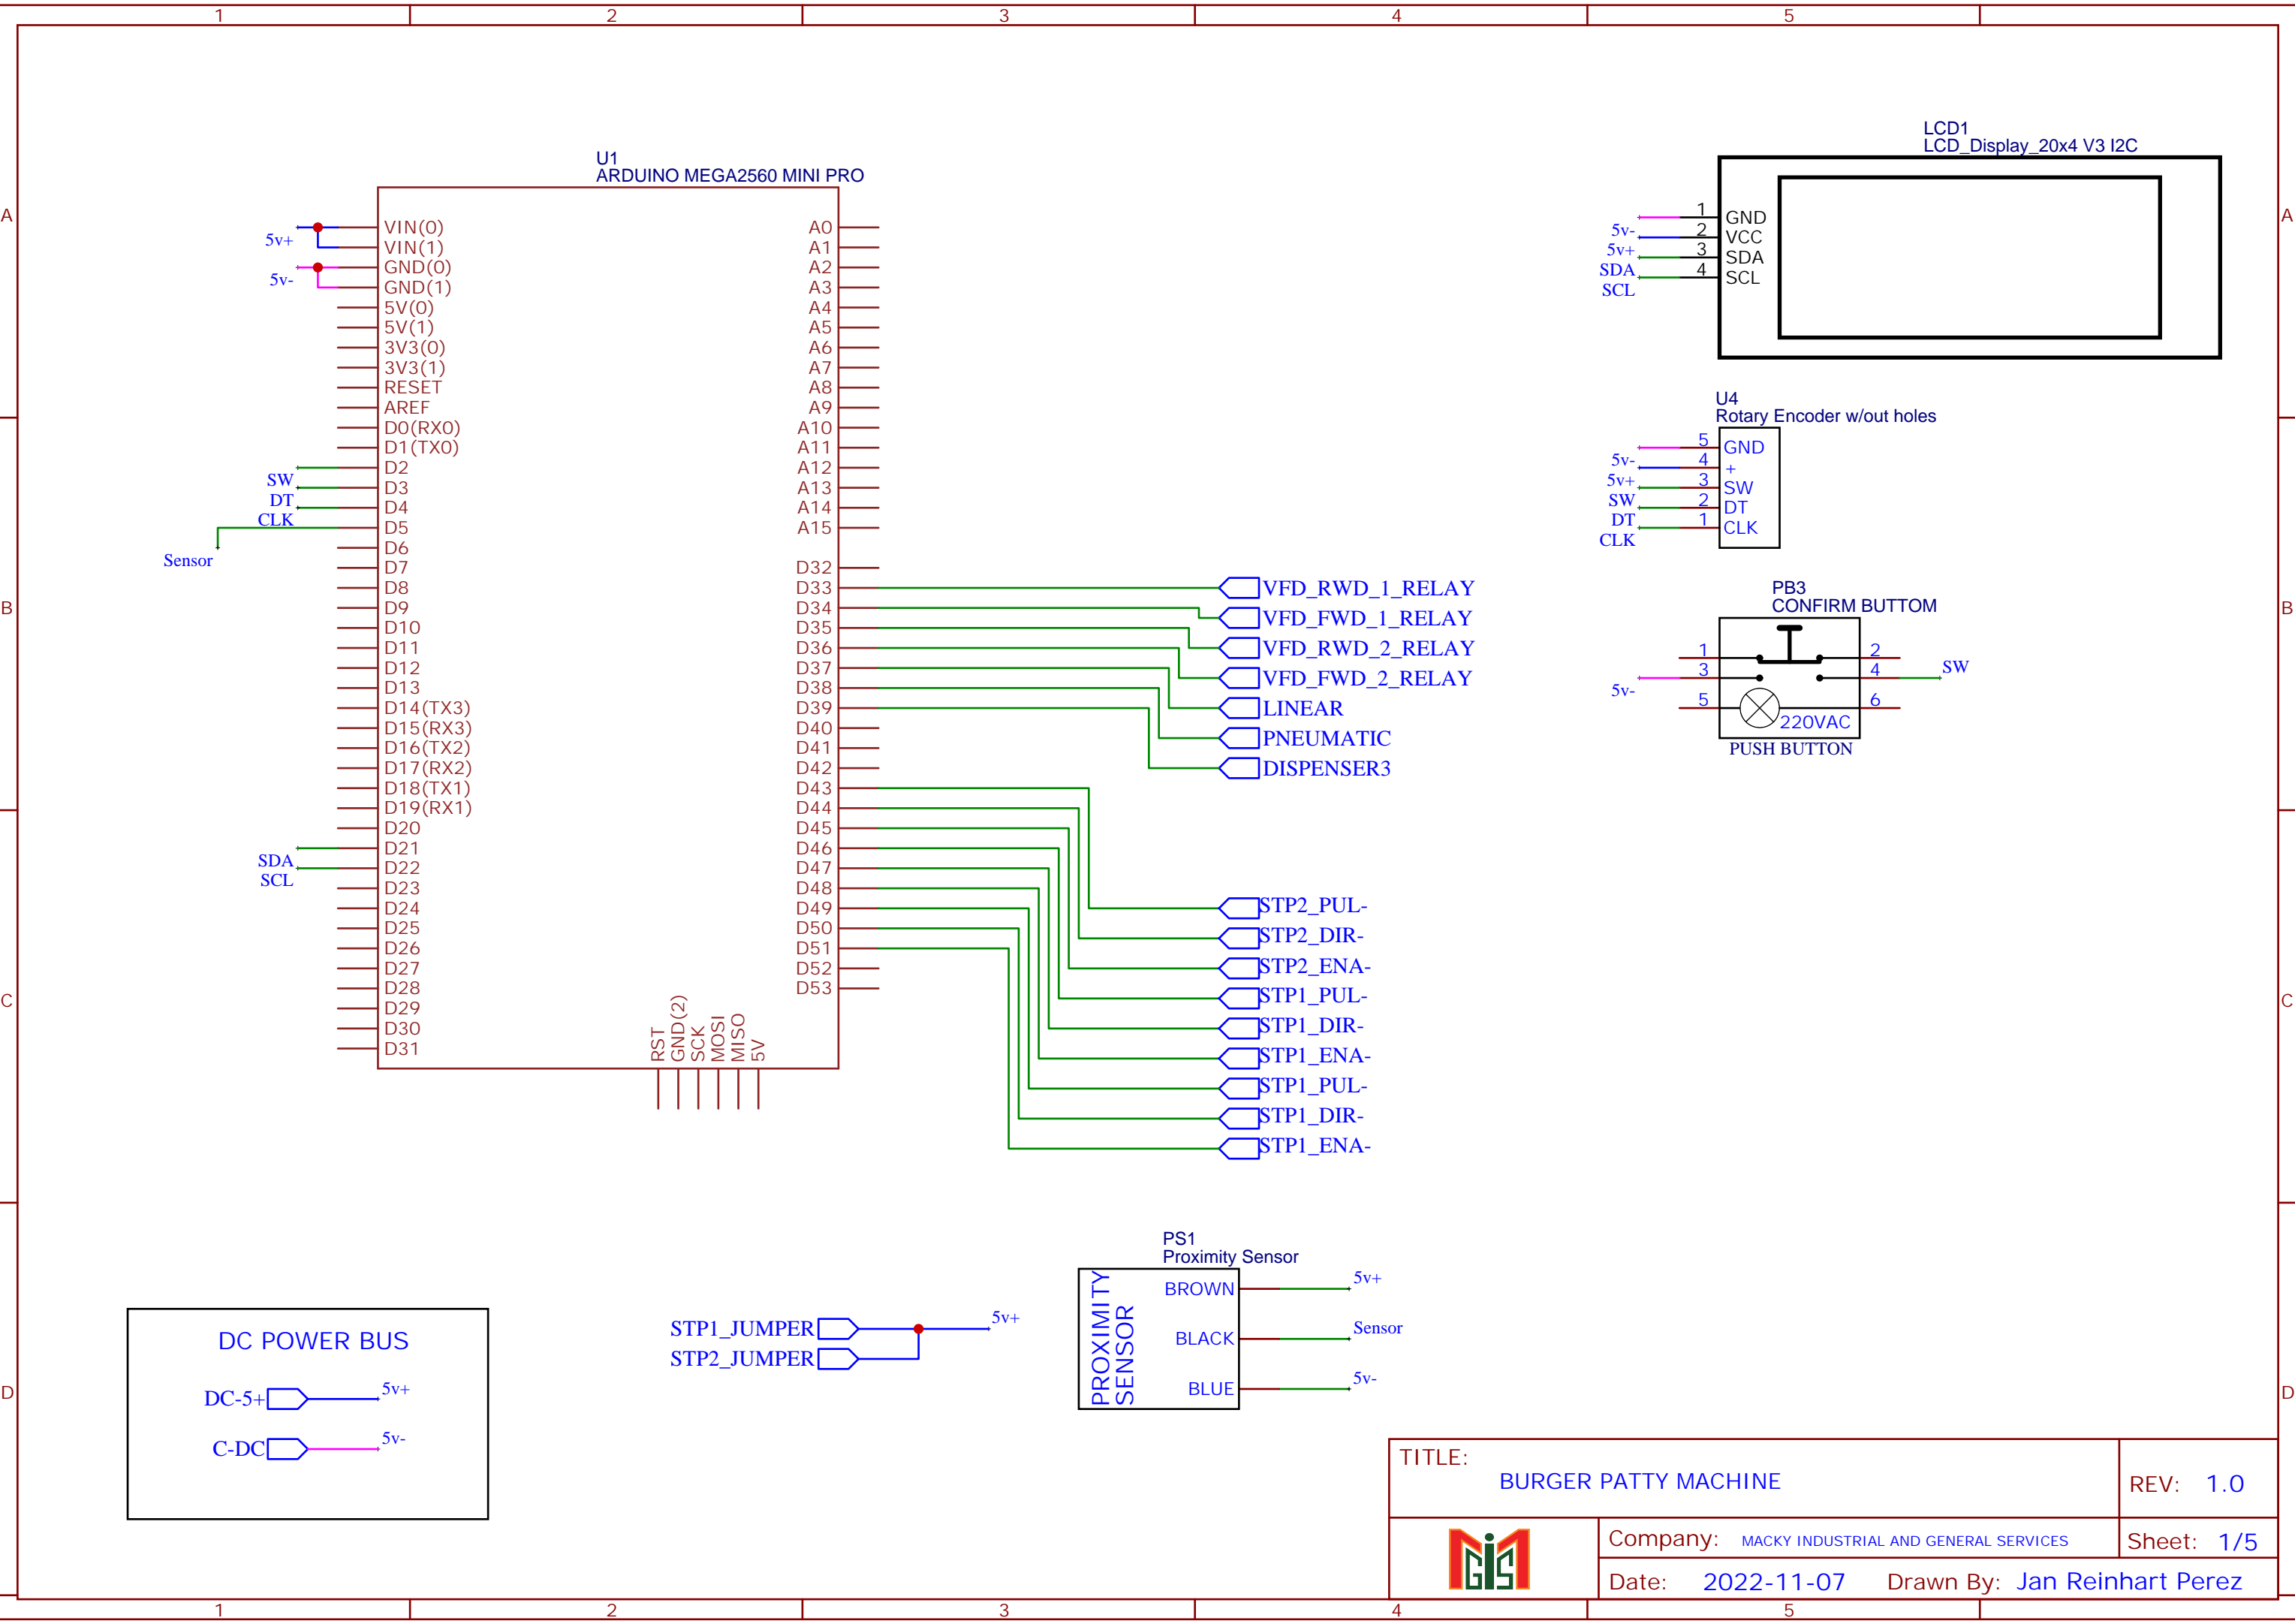 1 2 3 4 5
A
B
C
D
A
B
C
D
U1
ARDUINO MEGA2560 MINI PRO
5v+
5v-
SW
DT
CLK
Sensor
SDA
SCL
VIN(0)
VIN(1)
GND(0)
GND(1)
5V(0)
5V(1)
3V3(0)
3V3(1)
RESET
AREF
D0(RX0)
D1(TX0)
D2
D3
D4
D5
D6
D7
D8
D9
D10
D11
D12
D13
D14(TX3)
D15(RX3)
D16(TX2)
D17(RX2)
D18(TX1)
D19(RX1)
D20
D21
D22
D23
D24
D25
D26
D27
D28
D29
D30
D31
RST
GND(2)
SCK
MOSI
MISO
5V
A0
A1
A2
A3
A4
A5
A6
A7
A8
A9
A10
A11
A12
A13
A14
A15
D32
D33
D34
D35
D36
D37
D38
D39
D40
D41
D42
D43
D44
D45
D46
D47
D48
D49
D50
D51
D52
D53
VFD_RWD_1_RELAY
VFD_FWD_1_RELAY
VFD_RWD_2_RELAY
VFD_FWD_2_RELAY
LINEAR
PNEUMATIC
DISPENSER3
STP2_PUL-
STP2_DIR-
STP2_ENA-
STP1_PUL-
STP1_DIR-
STP1_ENA-
STP1_PUL-
STP1_DIR-
STP1_ENA-
LCD1
LCD_Display_20x4 V3 I2C
1 GND
5v- 2 VCC
5v+ 3 SDA
SDA 4 SCL
SCL
U4
Rotary Encoder w/out holes
5 GND
5v- 4 +
5v+ 3 SW
SW 2 DT
DT 1 CLK
CLK
PB3
CONFIRM BUTTOM
1 2
3 4 SW
5v-
5 6
220VAC
PUSH BUTTON
DC POWER BUS
DC-5+ 5v+
C-DC 5v-
STP1_JUMPER 5v+
STP2_JUMPER
PS1
Proximity Sensor
PROXIMITY
SENSOR
BROWN 5v+
BLACK Sensor
BLUE 5v-
TITLE:
BURGER PATTY MACHINE
REV: 1.0
MGIS
Company: MACKY INDUSTRIAL AND GENERAL SERVICES
Sheet: 1/5
Date: 2022-11-07 Drawn By: Jan Reinhart Perez
1 2 3 4 5